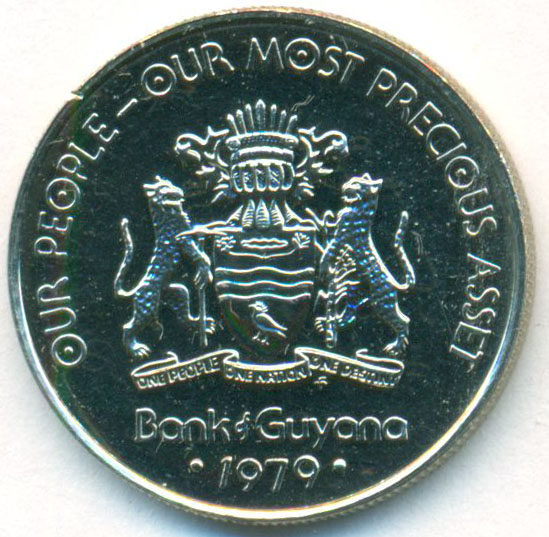 OUR PEOPLE — OUR MOST PRECIOUS ASSET
ONE PEOPLE ONE NATION ONE DESTINY
Bank of Guyana
• 1979 •